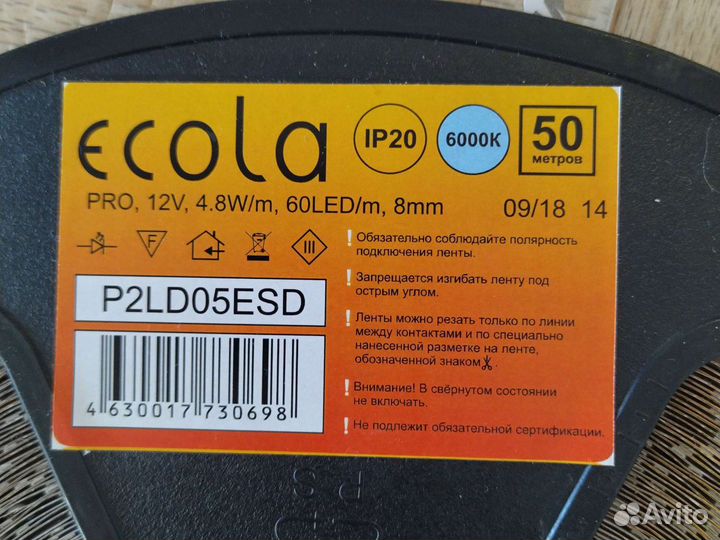 ecola
IP20
6000K
50
метров
PRO, 12V, 4.8W/m, 60LED/m, 8mm
09/18 14
F
III
P2LD05ESD
4 630017 730698
! Обязательно соблюдайте полярность
подключения ленты.
! Запрещается изгибать ленту под
острым углом.
! Ленты можно резать только по линии
между контактами и по специально
нанесенной разметке на ленте,
обозначенной знаком.
! Внимание! В свёрнутом состоянии
не включать.
! Не подлежит обязательной сертификации.
PS
Avito